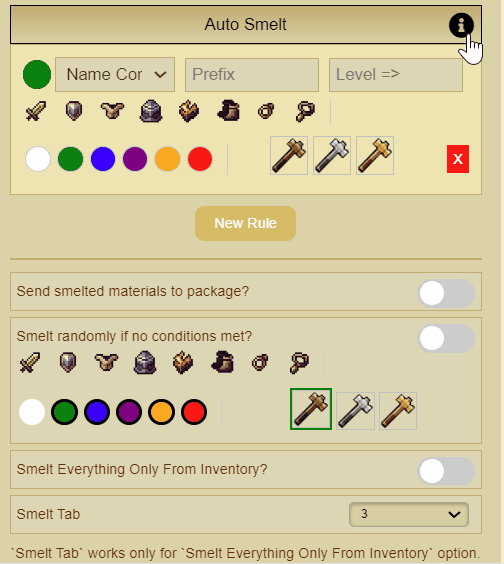 Auto Smelt
Name Cor
Prefix
Level =>
X
New Rule
Send smelted materials to package?
Smelt randomly if no conditions met?
Smelt Everything Only From Inventory?
Smelt Tab
3
`Smelt Tab` works only for `Smelt Everything Only From Inventory` option.